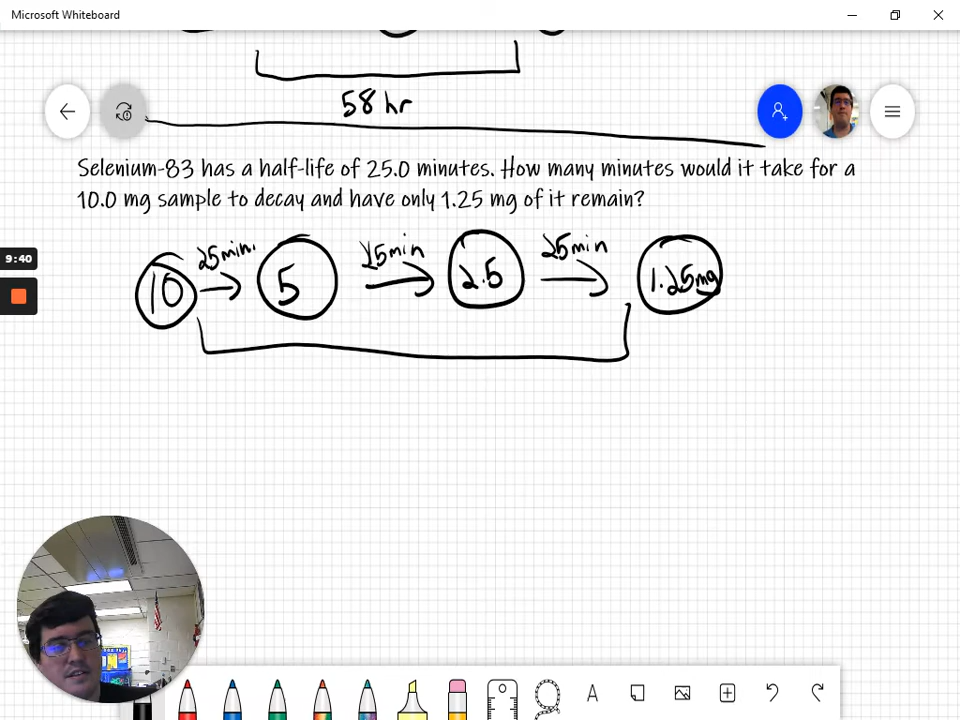 Microsoft Whiteboard
58 hr
Selenium-83 has a half-life of 25.0 minutes. How many minutes would it take for a
10.0 mg sample to decay and have only 1.25 mg of it remain?
25min. 25min 25min
10 5 2.5 1.25mg
9:40
A